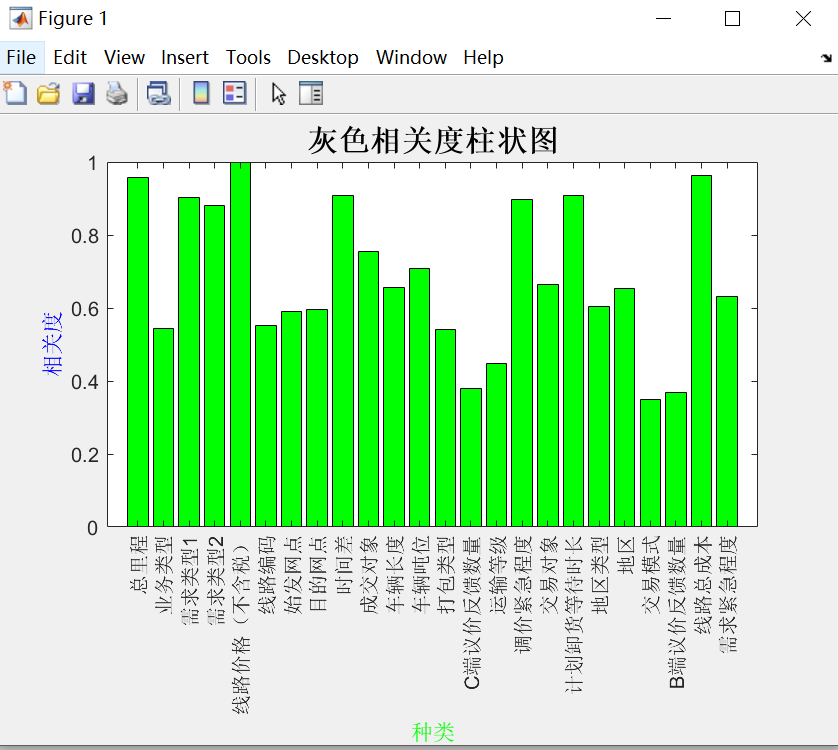 Figure 1
File Edit View Insert Tools Desktop Window Help
灰色相关度柱状图
1
0.8
0.6
0.4
0.2
0
相关度
总里程
业务类型
需求类型1
需求类型2
线路价格（不含税）
线路编码
始发网点
目的网点
时间差
成交对象
车辆长度
车辆吨位
打包类型
C端议价反馈数量
运输等级
调价紧急程度
交易对象
计划卸货等待时长
地区类型
地区
交易模式
B端议价反馈数量
线路总成本
需求紧急程度
种类